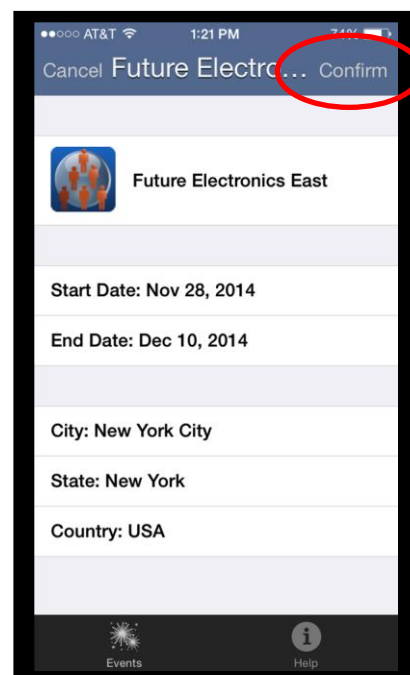 AT&T 1:21 PM 74%
Cancel Future Electro... Confirm
Future Electronics East
Start Date: Nov 28, 2014
End Date: Dec 10, 2014
City: New York City
State: New York
Country: USA
Events Help